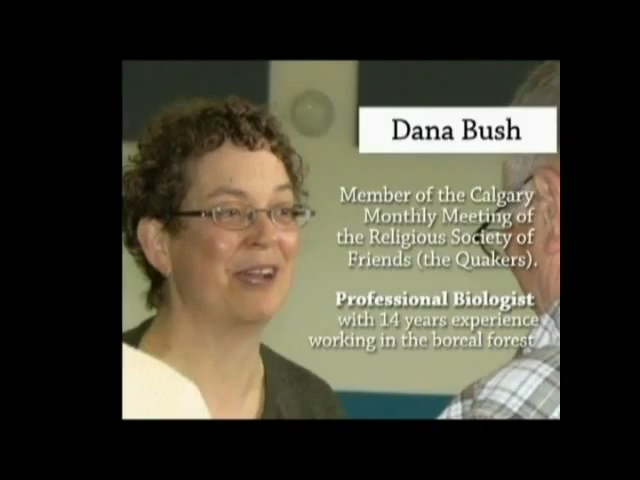 Dana Bush
Member of the Calgary
Monthly Meeting of
the Religious Society of
Friends (the Quakers).
Professional Biologist
with 14 years experience
working in the boreal forest